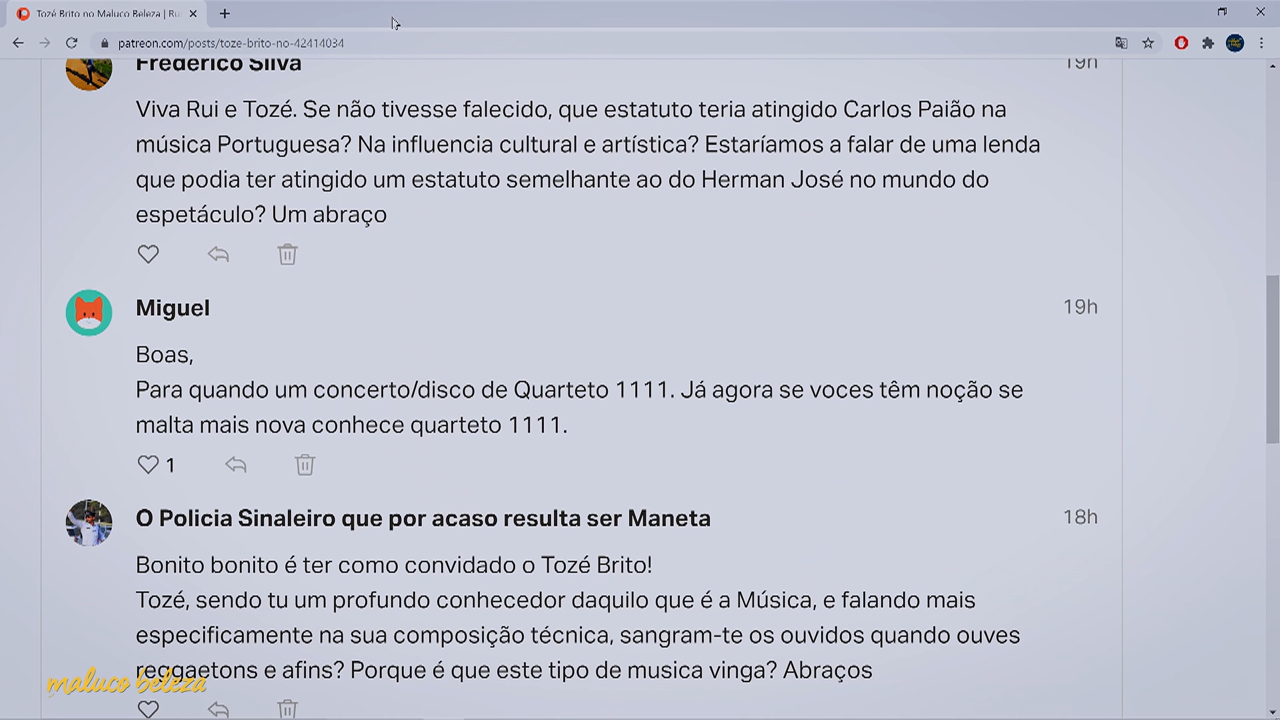 Tozé Brito no Maluco Beleza | Ru
patreon.com/posts/toze-brito-no-42414034
Frederico Silva
19h
Viva Rui e Tozé. Se não tivesse falecido, que estatuto teria atingido Carlos Paião na
música Portuguesa? Na influencia cultural e artística? Estaríamos a falar de uma lenda
que podia ter atingido um estatuto semelhante ao do Herman José no mundo do
espetáculo? Um abraço
Miguel
19h
Boas,
Para quando um concerto/disco de Quarteto 1111. Já agora se voces têm noção se
malta mais nova conhece quarteto 1111.
1
O Policia Sinaleiro que por acaso resulta ser Maneta
18h
Bonito bonito é ter como convidado o Tozé Brito!
Tozé, sendo tu um profundo conhecedor daquilo que é a Música, e falando mais
especificamente na sua composição técnica, sangram-te os ouvidos quando ouves
reggaetons e afins? Porque é que este tipo de musica vinga? Abraços
maluco beleza